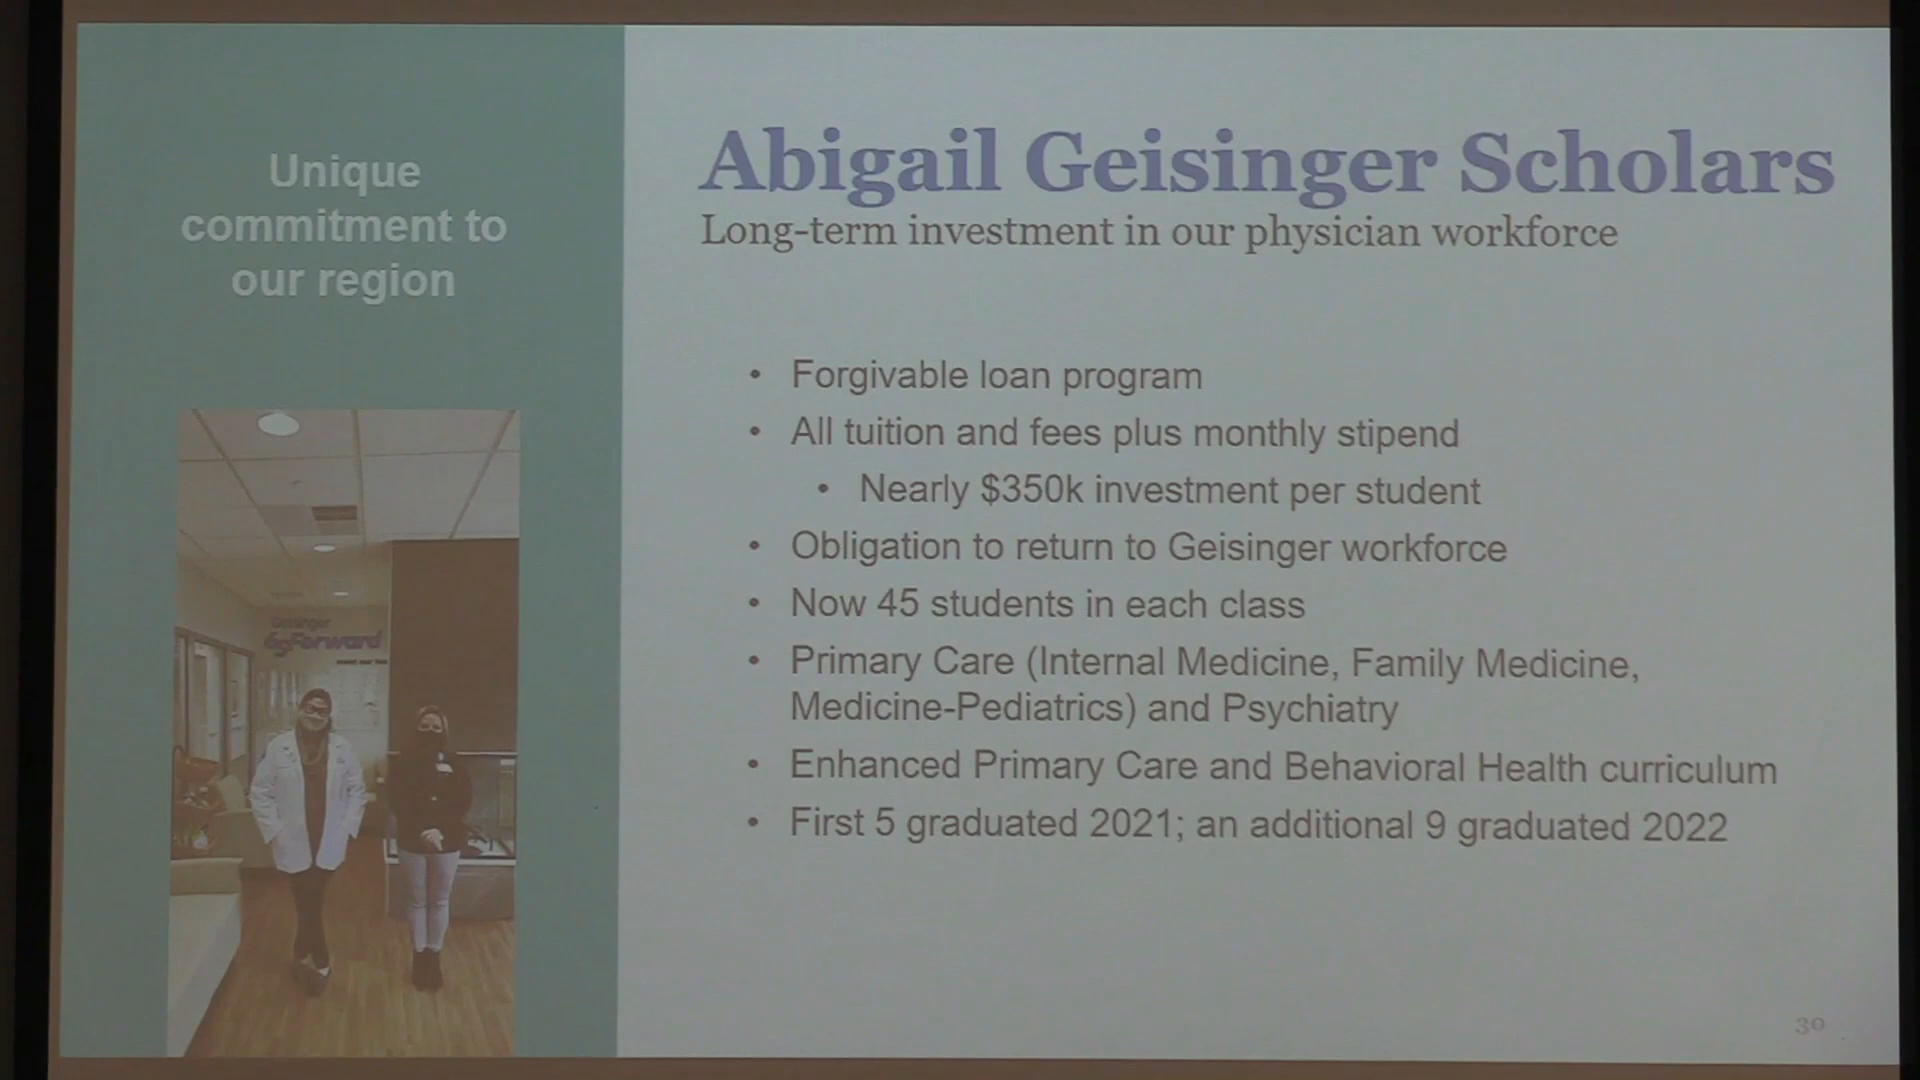 Unique
commitment to
our region
Abigail Geisinger Scholars
Long-term investment in our physician workforce
• Forgivable loan program
• All tuition and fees plus monthly stipend
• Nearly $350k investment per student
• Obligation to return to Geisinger workforce
• Now 45 students in each class
• Primary Care (Internal Medicine, Family Medicine,
Medicine-Pediatrics) and Psychiatry
• Enhanced Primary Care and Behavioral Health curriculum
• First 5 graduated 2021; an additional 9 graduated 2022
Geisinger
65Forward
30